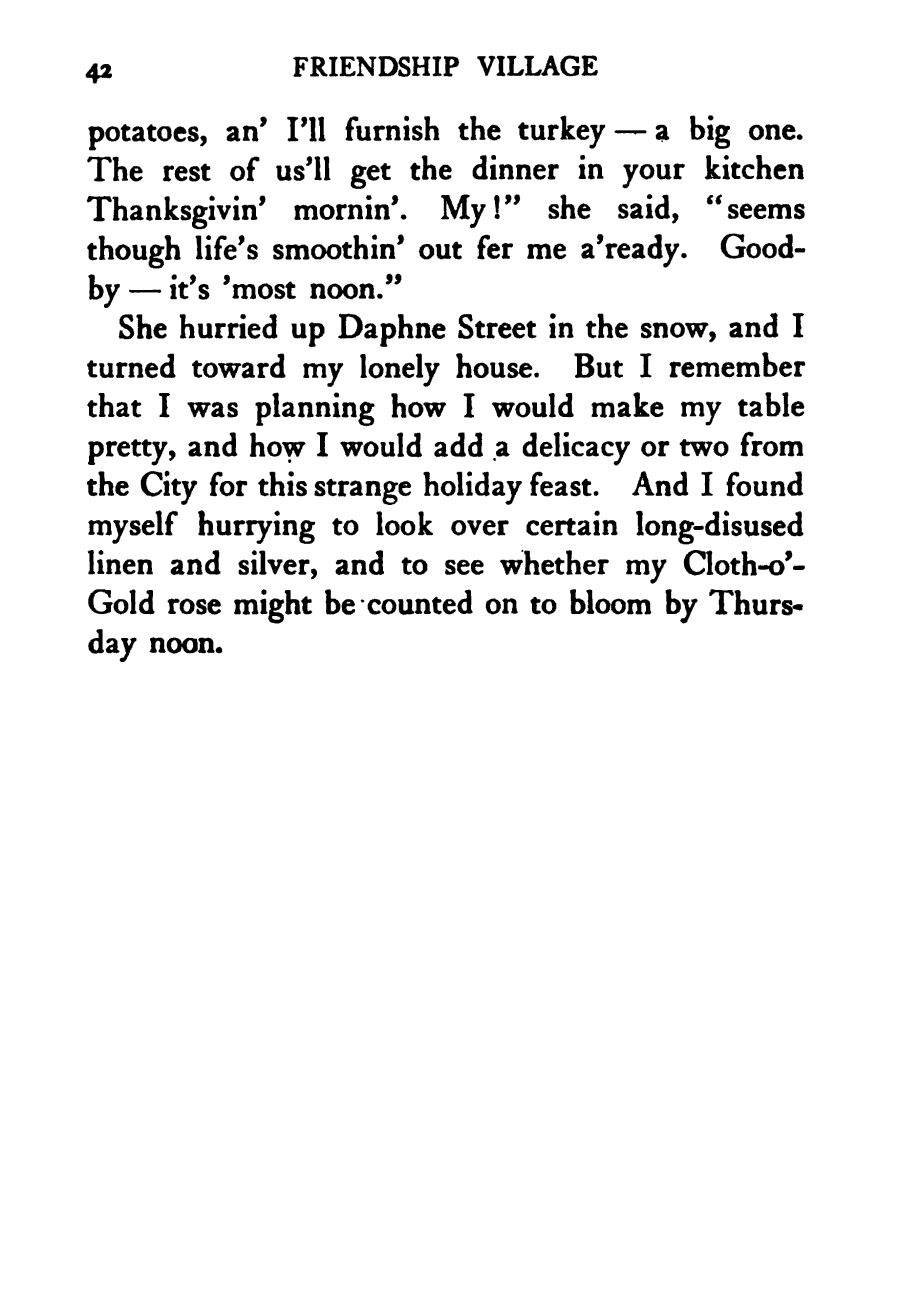 42 FRIENDSHIP VILLAGE
potatoes, an’ I’ll furnish the turkey — a big one.
The rest of us’ll get the dinner in your kitchen
Thanksgivin’ mornin’. My!” she said, “seems
though life’s smoothin’ out fer me a’ready. Good-
by — it’s ’most noon.”
She hurried up Daphne Street in the snow, and I
turned toward my lonely house. But I remember
that I was planning how I would make my table
pretty, and how I would add a delicacy or two from
the City for this strange holiday feast. And I found
myself hurrying to look over certain long-disused
linen and silver, and to see whether my Cloth-o’-
Gold rose might be counted on to bloom by Thurs-
day noon.